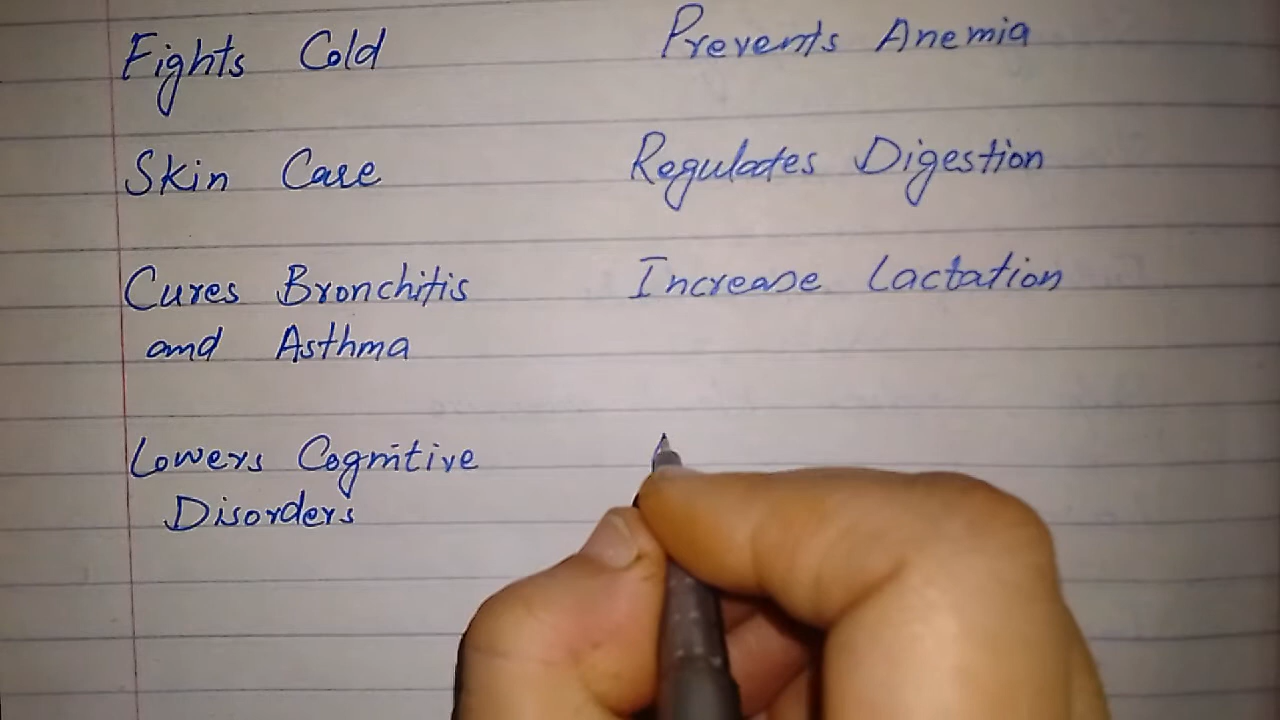 Fights Cold
Prevents Anemia
Skin Care
Regulates Digestion
Cures Bronchitis
and Asthma
Increase Lactation
Lowers Cognitive
Disorders